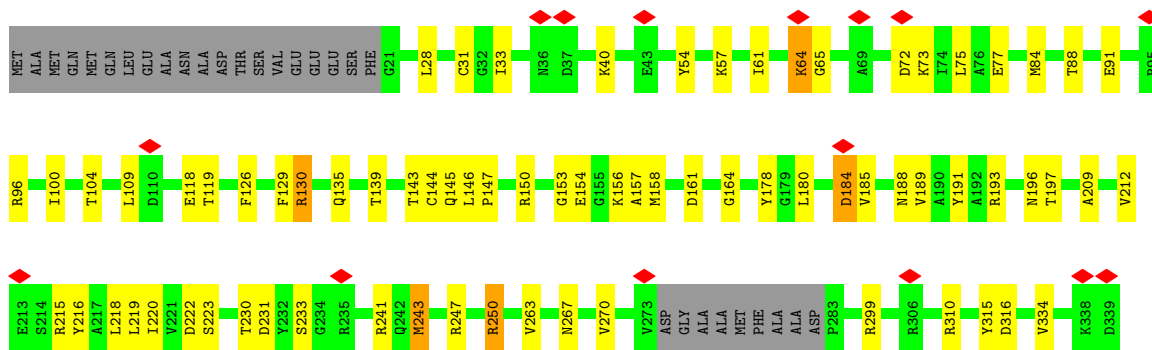 MET ALA MET GLN MET GLN LEU GLU ALA ASN ALA ASP THR SER VAL GLU GLU GLU SER PHE G21 L28 C31 G32 I33 N36 D37 K40 E43 Y54 K57 I61 K64 G65 A69 D72 K73 I74 L75 A76 E77 M84 T88 E91 R95
R96 I100 T104 L109 D110 E118 T119 F126 F129 R130 Q135 T139 T143 C144 Q145 L146 P147 R150 G153 E154 G155 K156 A157 M158 D161 G164 Y178 G179 L180 D184 V185 N188 V189 A190 Y191 A192 R193 N196 T197 A209 V212
E213 S214 R215 Y216 A217 L218 L219 I220 V221 D222 S223 T230 D231 Y232 S233 G234 R235 R241 Q242 M243 R247 R250 V263 N267 V270 V273 ASP GLY ALA ALA MET PHE ALA ALA ASP P283 R299 R306 R310 Y315 D316 V334 K338 D339